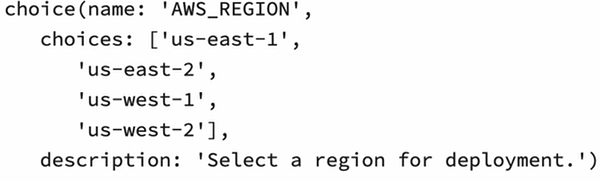 choice(name: 'AWS_REGION',
choices: ['us-east-1',
'us-east-2',
'us-west-1',
'us-west-2'],
description: 'Select a region for deployment.')